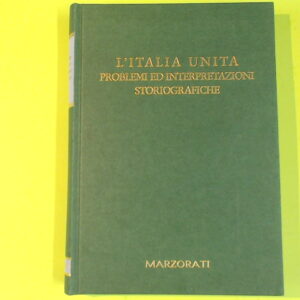 L'ITALIA UNITA
PROBLEMI ED INTERPRETAZIONI
STORIOGRAFICHE
MARZORATI